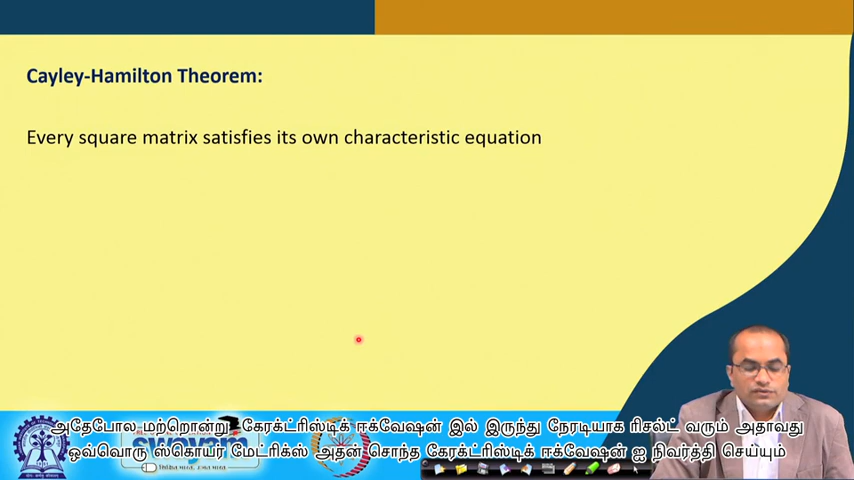 Cayley-Hamilton Theorem:
Every square matrix satisfies its own characteristic equation
அதேபோல மற்றொன்று கேரக்ட்ரிஸ்டிக் ஈக்வேஷன் இல் இருந்து நேரடியாக ரிசல்ட் வரும் அதாவது
ஒவ்வொரு ஸ்கொயர் மேட்ரிக்ஸ் அதன் சொந்த கேரக்ட்ரிஸ்டிக் ஈக்வேஷன் ஐ நிவர்த்தி செய்யும்
swayam